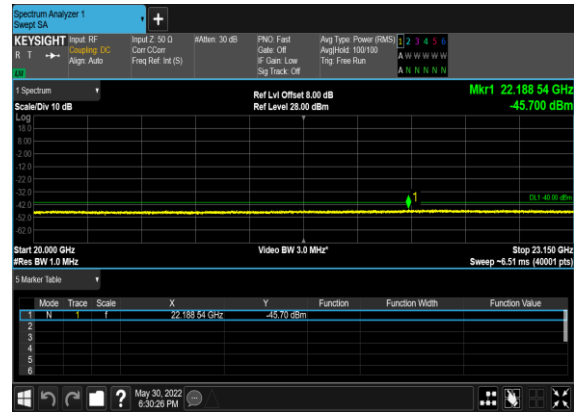 Spectrum Analyzer 1
Swept SA
KEYSIGHT Input: RF Input Z: 50 Ω #Atten: 30 dB PNO: Fast Avg Type: Power (RMS) 1 2 3 4 5 6
R T Coupling: DC Corr CCorr Gate: Off Avg|Hold: 100/100 A W W W W W
Align: Auto Freq Ref: Int (S) IF Gain: Low Trig: Free Run
Sig Track: Off A N N N N N
1 Spectrum Ref Lvl Offset 8.00 dB Mkr1 22.188 54 GHz
Scale/Div 10 dB Ref Level 28.00 dBm -45.700 dBm
Log
18.0
8.00
-2.00
-12.0
-22.0
-32.0
1
DL1 -40.00 dBm
-42.0
-52.0
-62.0
Start 20.000 GHz Video BW 3.0 MHz* Stop 23.150 GHz
#Res BW 1.0 MHz Sweep ~6.51 ms (40001 pts)
5 Marker Table
Mode Trace Scale X Y Function Function Width Function Value
1 N 1 f 22.188 54 GHz -45.70 dBm
2
3
4
5
6
? May 30, 2022
6:30:26 PM